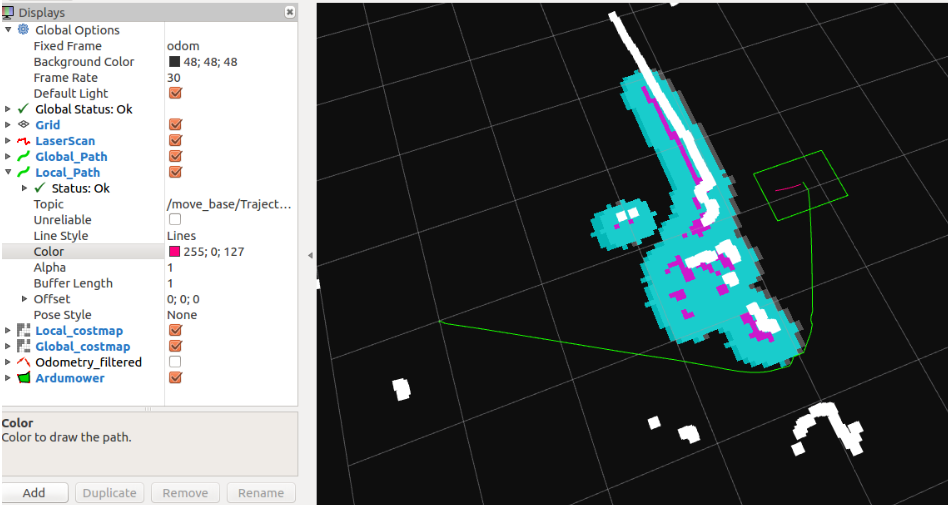 Displays
Global Options
Fixed Frame odom
Background Color 48; 48; 48
Frame Rate 30
Default Light
Global Status: Ok
Grid
LaserScan
Global_Path
Local_Path
Status: Ok
Topic /move_base/Traject...
Unreliable
Line Style Lines
Color 255; 0; 127
Alpha 1
Buffer Length 1
Offset 0; 0; 0
Pose Style None
Local_costmap
Global_costmap
Odometry_filtered
Ardumower
Color
Color to draw the path.
Add Duplicate Remove Rename